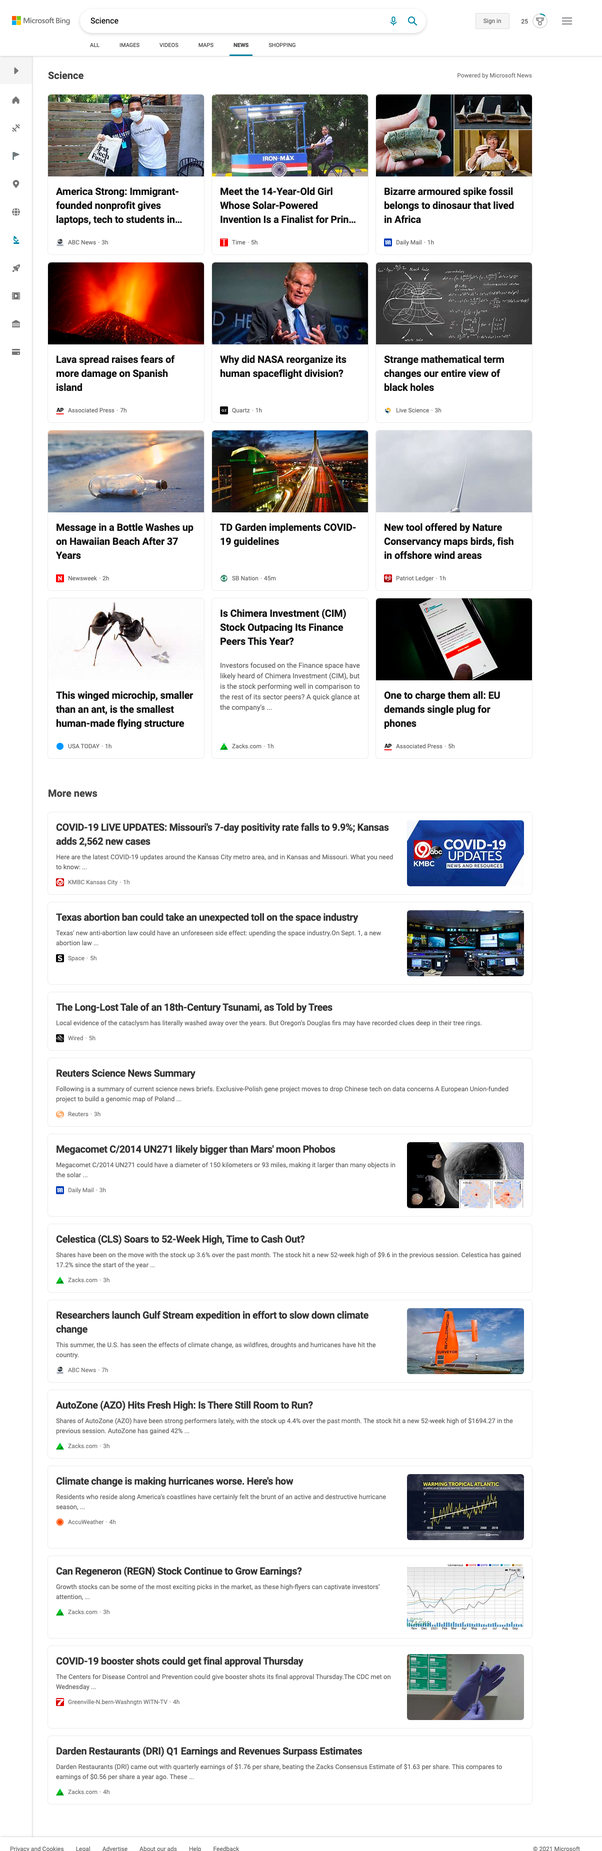 Microsoft Bing
Science
Sign in
25
ALL
IMAGES
VIDEOS
MAPS
NEWS
SHOPPING
Science
Powered by Microsoft News
America Strong: Immigrant-
founded nonprofit gives
laptops, tech to students in...
ABC News · 3h
IRON-MAX
Meet the 14-Year-Old Girl
Whose Solar-Powered
Invention Is a Finalist for Prin...
Time · 5h
Bizarre armoured spike fossil
belongs to dinosaur that lived
in Africa
Daily Mail · 1h
Lava spread raises fears of
more damage on Spanish
island
Associated Press · 7h
Why did NASA reorganize its
human spaceflight division?
Quartz · 1h
Strange mathematical term
changes our entire view of
black holes
Live Science · 3h
Message in a Bottle Washes up
on Hawaiian Beach After 37
Years
Newsweek · 2h
TD Garden implements COVID-
19 guidelines
SB Nation · 45m
New tool offered by Nature
Conservancy maps birds, fish
in offshore wind areas
Patriot Ledger · 1h
This winged microchip, smaller
than an ant, is the smallest
human-made flying structure
USA TODAY · 1h
Is Chimera Investment (CIM)
Stock Outpacing Its Finance
Peers This Year?
Investors focused on the Finance space have
likely heard of Chimera Investment (CIM), but
is the stock performing well in comparison to
the rest of its sector peers? A quick glance at
the company's ...
Zacks.com · 1h
One to charge them all: EU
demands single plug for
phones
Associated Press · 5h
More news
COVID-19 LIVE UPDATES: Missouri's 7-day positivity rate falls to 9.9%; Kansas
adds 2,562 new cases
Here are the latest COVID-19 updates around the Kansas City metro area, and in Kansas and Missouri. What you need
to know: ...
KMBC Kansas City · 1h
9 abc
KMBC
COVID-19
UPDATES
NEWS AND RESOURCES
Texas abortion ban could take an unexpected toll on the space industry
Texas' new anti-abortion law could have an unforeseen side effect: upending the space industry.On Sept. 1, a new
abortion law ...
Space · 5h
The Long-Lost Tale of an 18th-Century Tsunami, as Told by Trees
Local evidence of the cataclysm has literally washed away over the years. But Oregon's Douglas firs may have recorded clues deep in their tree rings.
Wired · 5h
Reuters Science News Summary
Following is a summary of current science news briefs. Exclusive-Polish gene project moves to drop Chinese tech on data concerns A European Union-funded
project to build a genomic map of Poland ...
Reuters · 3h
Megacomet C/2014 UN271 likely bigger than Mars' moon Phobos
Megacomet C/2014 UN271 could have a diameter of 150 kilometers or 93 miles, making it larger than many objects in
the solar ...
Daily Mail · 3h
Celestica (CLS) Soars to 52-Week High, Time to Cash Out?
Shares have been on the move with the stock up 3.6% over the past month. The stock hit a new 52-week high of $9.6 in the previous session. Celestica has gained
17.2% since the start of the year ...
Zacks.com · 3h
Researchers launch Gulf Stream expedition in effort to slow down climate
change
This summer, the U.S. has seen the effects of climate change, as wildfires, droughts and hurricanes have hit the
country.
ABC News · 7h
AutoZone (AZO) Hits Fresh High: Is There Still Room to Run?
Shares of AutoZone (AZO) have been strong performers lately, with the stock up 4.4% over the past month. The stock hit a new 52-week high of $1694.27 in the
previous session. AutoZone has gained 42% ...
Zacks.com · 3h
Climate change is making hurricanes worse. Here's how
Residents who reside along America's coastlines have certainly felt the brunt of an active and destructive hurricane
season, ...
AccuWeather · 4h
WARMING TROPICAL ATLANTIC
Can Regeneron (REGN) Stock Continue to Grow Earnings?
Growth stocks can be some of the most exciting picks in the market, as these high-flyers can captivate investors'
attention, ...
Zacks.com · 3h
COVID-19 booster shots could get final approval Thursday
The Centers for Disease Control and Prevention could give booster shots its final approval Thursday.The CDC met on
Wednesday ...
Greenville-N.bern-Washngtn WITN-TV · 4h
Darden Restaurants (DRI) Q1 Earnings and Revenues Surpass Estimates
Darden Restaurants (DRI) came out with quarterly earnings of $1.76 per share, beating the Zacks Consensus Estimate of $1.63 per share. This compares to
earnings of $0.56 per share a year ago. These ...
Zacks.com · 4h
Privacy and Cookies
Legal
Advertise
About our ads
Help
Feedback
© 2021 Microsoft